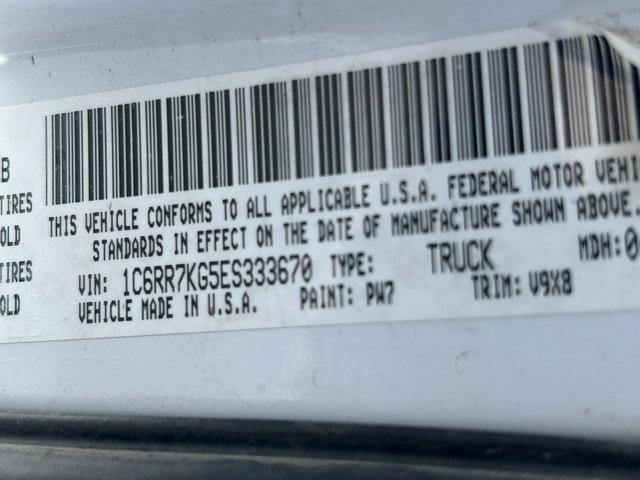 B
TIRES
OLD
TIRES
OLD
THIS VEHICLE CONFORMS TO ALL APPLICABLE U.S.A. FEDERAL MOTOR VEHI
STANDARDS IN EFFECT ON THE DATE OF MANUFACTURE SHOWN ABOVE.
VIN: 1C6RR7KG5ES333670 TYPE: TRUCK MDH:0
VEHICLE MADE IN U.S.A. PAINT: PW7 TRIM: V9X8